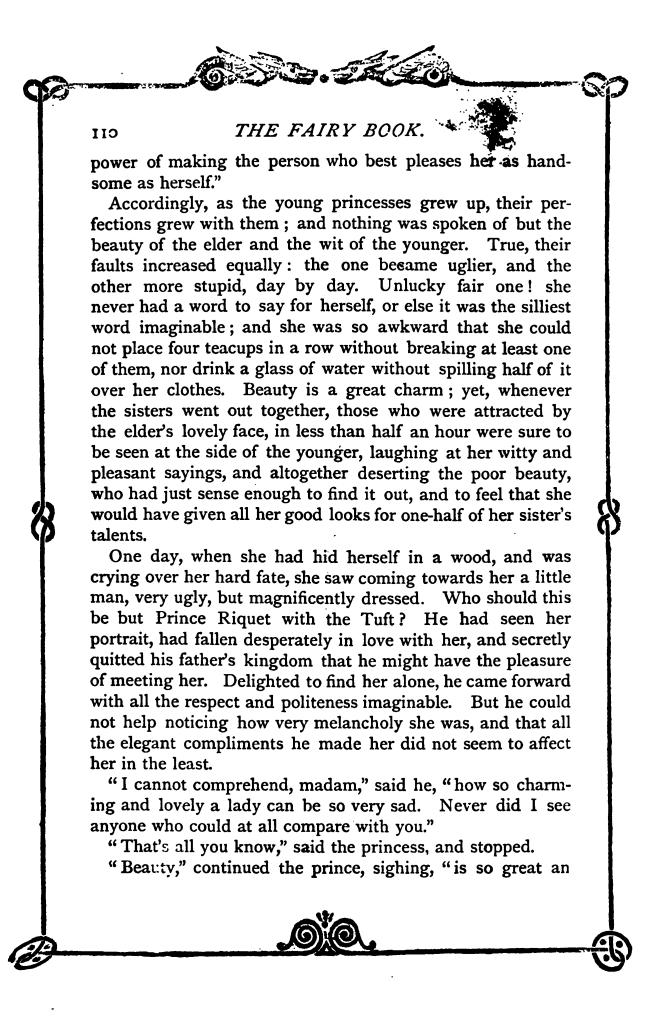 110
THE FAIRY BOOK.
power of making the person who best pleases her as hand-
some as herself."
Accordingly, as the young princesses grew up, their per-
fections grew with them ; and nothing was spoken of but the
beauty of the elder and the wit of the younger. True, their
faults increased equally : the one became uglier, and the
other more stupid, day by day. Unlucky fair one ! she
never had a word to say for herself, or else it was the silliest
word imaginable ; and she was so awkward that she could
not place four teacups in a row without breaking at least one
of them, nor drink a glass of water without spilling half of it
over her clothes. Beauty is a great charm ; yet, whenever
the sisters went out together, those who were attracted by
the elder's lovely face, in less than half an hour were sure to
be seen at the side of the younger, laughing at her witty and
pleasant sayings, and altogether deserting the poor beauty,
who had just sense enough to find it out, and to feel that she
would have given all her good looks for one-half of her sister's
talents.
One day, when she had hid herself in a wood, and was
crying over her hard fate, she saw coming towards her a little
man, very ugly, but magnificently dressed. Who should this
be but Prince Riquet with the Tuft ? He had seen her
portrait, had fallen desperately in love with her, and secretly
quitted his father's kingdom that he might have the pleasure
of meeting her. Delighted to find her alone, he came forward
with all the respect and politeness imaginable. But he could
not help noticing how very melancholy she was, and that all
the elegant compliments he made her did not seem to affect
her in the least.
"I cannot comprehend, madam," said he, "how so charm-
ing and lovely a lady can be so very sad. Never did I see
anyone who could at all compare with you."
"That's all you know," said the princess, and stopped.
"Beauty," continued the prince, sighing, "is so great an